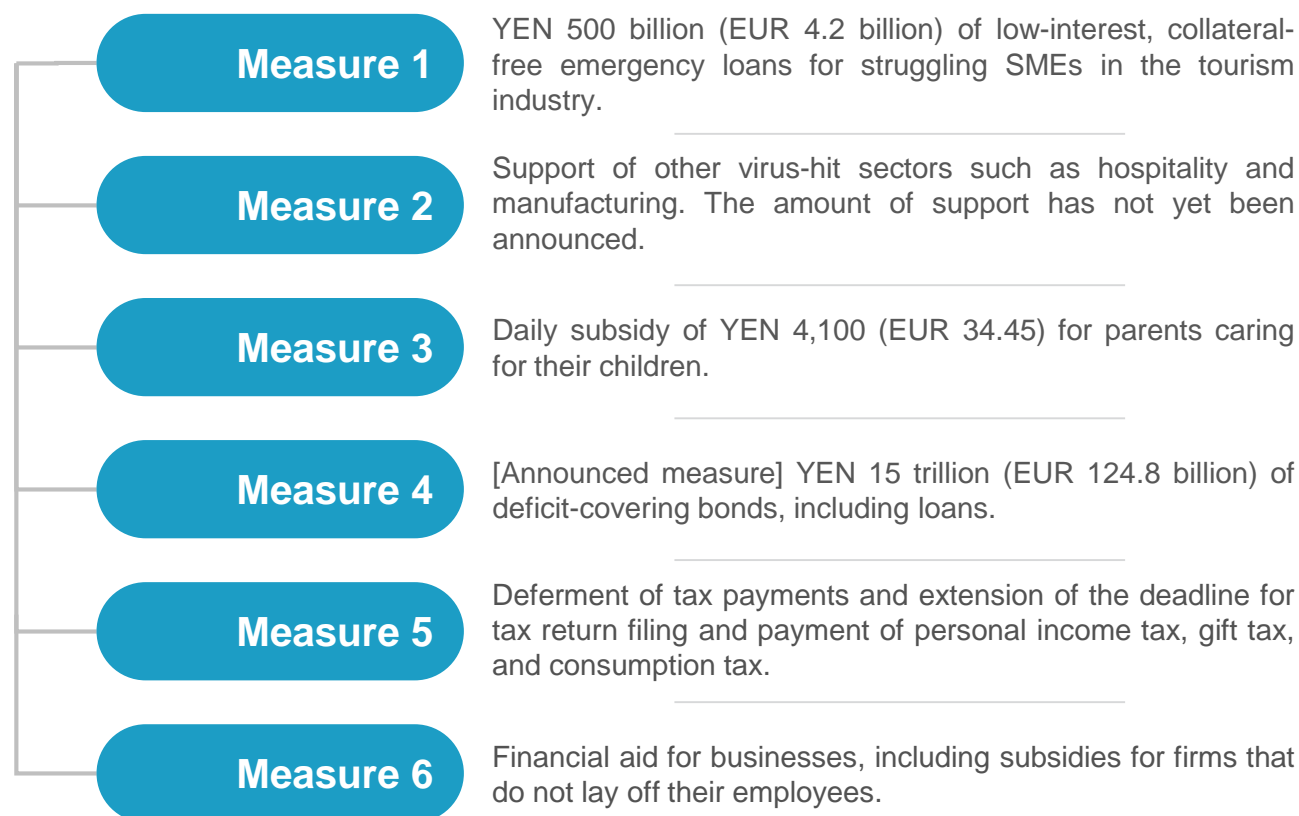 Measure 1
YEN 500 billion (EUR 4.2 billion) of low-interest, collateral-
free emergency loans for struggling SMEs in the tourism
industry.
Measure 2
Support of other virus-hit sectors such as hospitality and
manufacturing. The amount of support has not yet been
announced.
Measure 3
Daily subsidy of YEN 4,100 (EUR 34.45) for parents caring
for their children.
Measure 4
[Announced measure] YEN 15 trillion (EUR 124.8 billion) of
deficit-covering bonds, including loans.
Measure 5
Deferment of tax payments and extension of the deadline for
tax return filing and payment of personal income tax, gift tax,
and consumption tax.
Measure 6
Financial aid for businesses, including subsidies for firms that
do not lay off their employees.